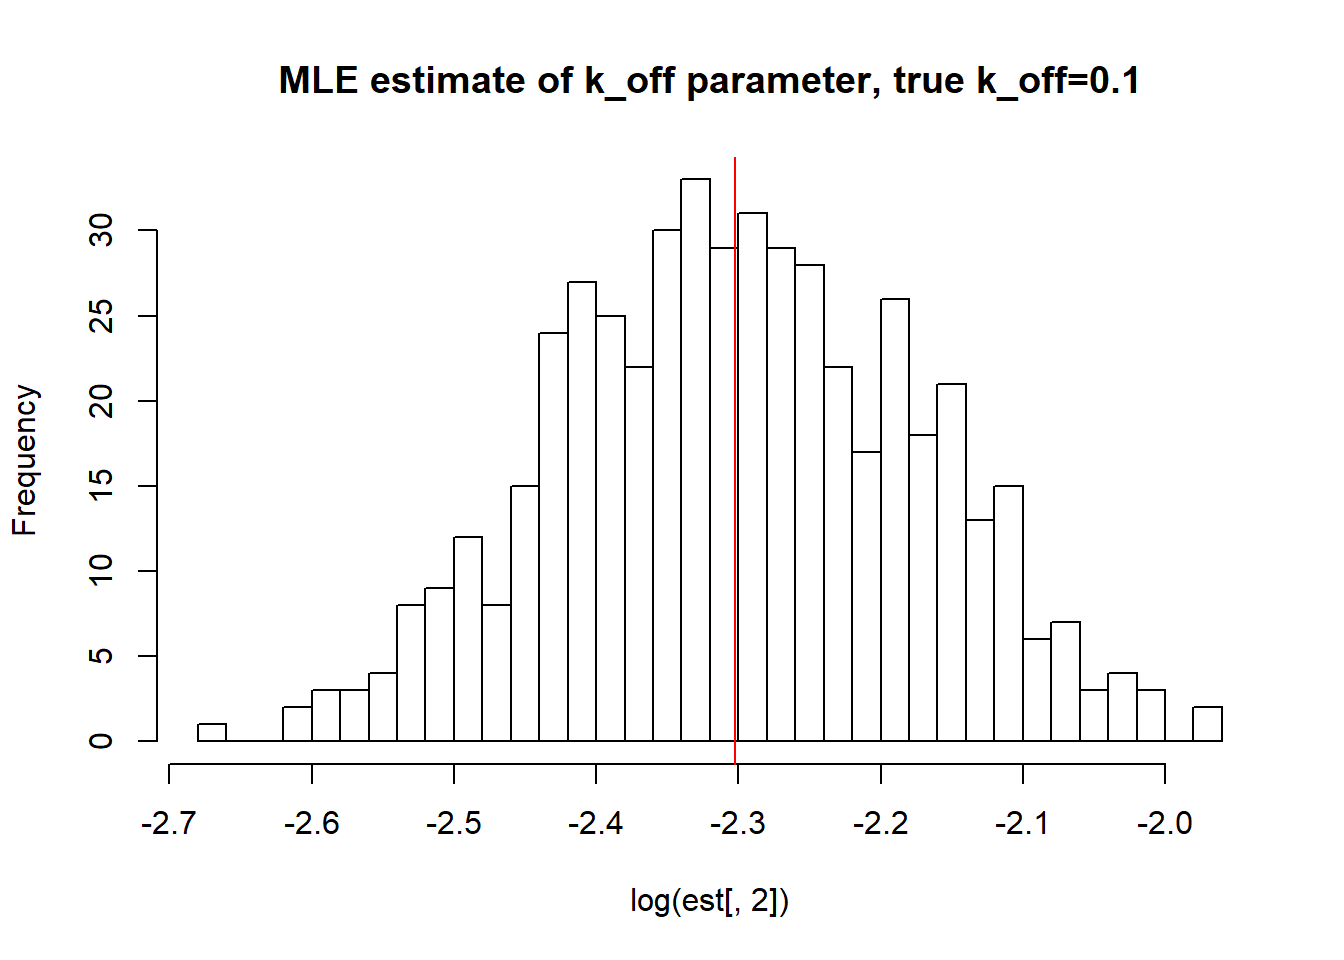 MLE estimate of k_off parameter, true k_off=0.1
Frequency
30
25
20
15
10
5
0
-2.7 -2.6 -2.5 -2.4 -2.3 -2.2 -2.1 -2.0
log(est[, 2])